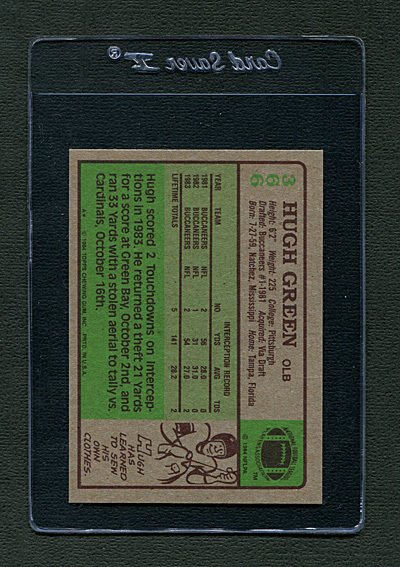 Card Saver II®
366
HUGH GREEN OLB
Height: 6'2" Weight: 225 College: Pittsburgh
Drafted: Buccaneers #1-1981 Acquired: Via Draft
Born: 7-27-59, Natchez, Mississippi Home: Tampa, Florida
TM
© 1984 NFLPA
INTERCEPTION RECORD
YEAR TEAM NO YDS AVG TDS
1981 BUCCANEERS NFL 2 56 28.0 0
1982 BUCCANEERS NFL 1 31 31.0 0
1983 BUCCANEERS NFL 2 54 27.0 2
LIFETIME TOTALS 5 141 28.2 2
Hugh scored 2 Touchdowns on Intercep-
tions in 1983. He returned a theft 21 Yards
for a score at Green Bay, October 2nd, and
ran 33 Yards with a stolen aerial to tally vs.
Cardinals, October 16th.
HUGH
HAS
LEARNED
TO SEW
HIS
OWN
CLOTHES.
© 1984 TOPPS CHEWING GUM, INC. PRTD. IN U.S.A.